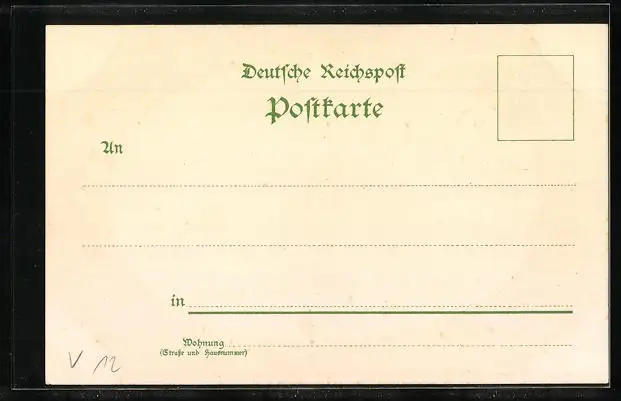 Deutſche Reichspoſt
Poſtkarte
An
in
Wohnung
(Straße und Hausnummer)
V 12